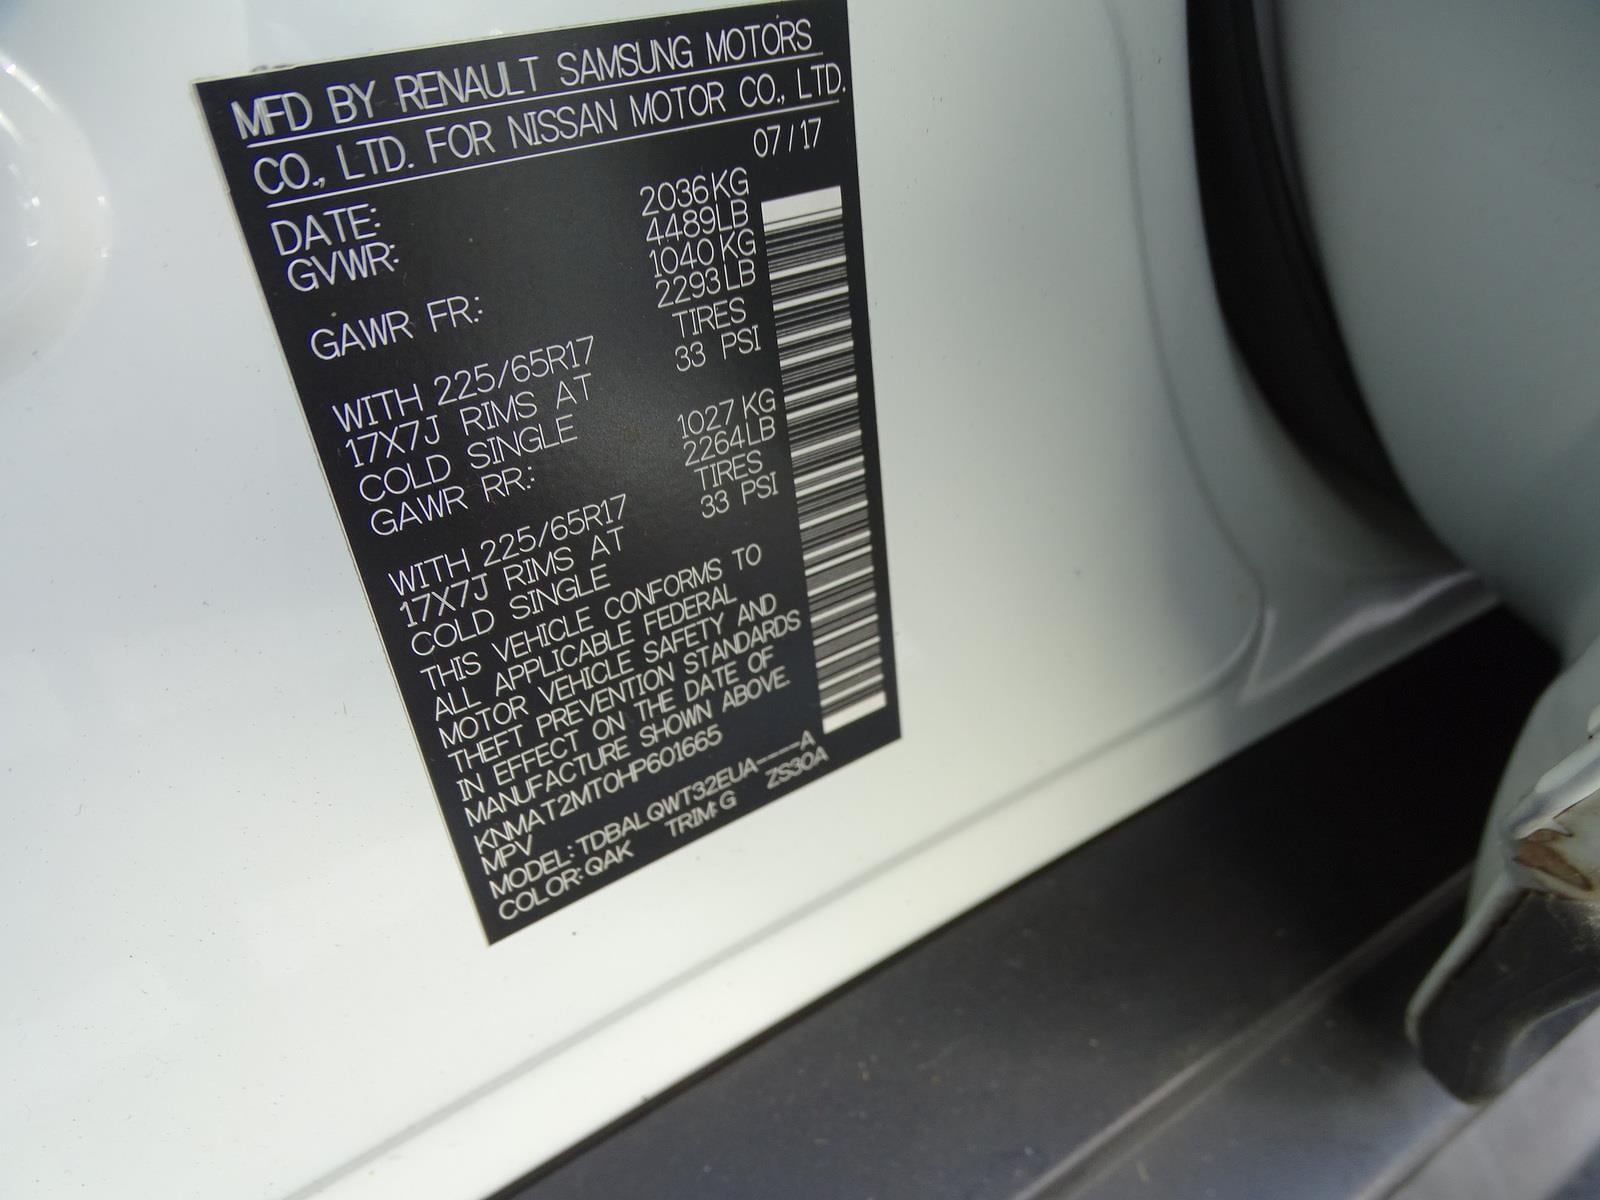 MFD BY RENAULT SAMSUNG MOTORS
CO., LTD. FOR NISSAN MOTOR CO., LTD.
DATE: 07/17
GVWR: 2036KG
4489LB
GAWR FR: 1040KG
2293LB
WITH 225/65R17 TIRES
17X7J RIMS AT 33 PSI
COLD SINGLE
GAWR RR: 1027KG
2264LB
WITH 225/65R17 TIRES
17X7J RIMS AT 33 PSI
COLD SINGLE
THIS VEHICLE CONFORMS TO
ALL APPLICABLE FEDERAL
MOTOR VEHICLE SAFETY AND
THEFT PREVENTION STANDARDS
IN EFFECT ON THE DATE OF
MANUFACTURE SHOWN ABOVE.
KNMAT2MT0HP601665
MPV
MODEL: TDBALQWT32EUA----A
COLOR: QAK TRIM: G ZS30A